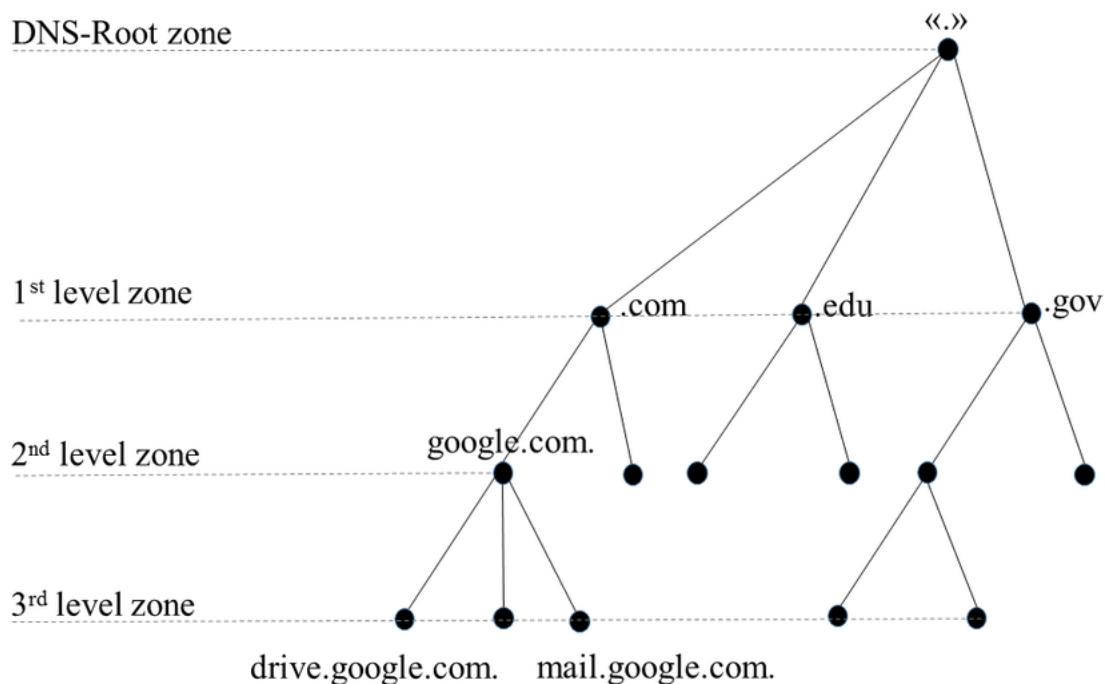 DNS-Root zone
«.»
1st level zone
.com
.edu
.gov
2nd level zone
google.com.
3rd level zone
drive.google.com.
mail.google.com.